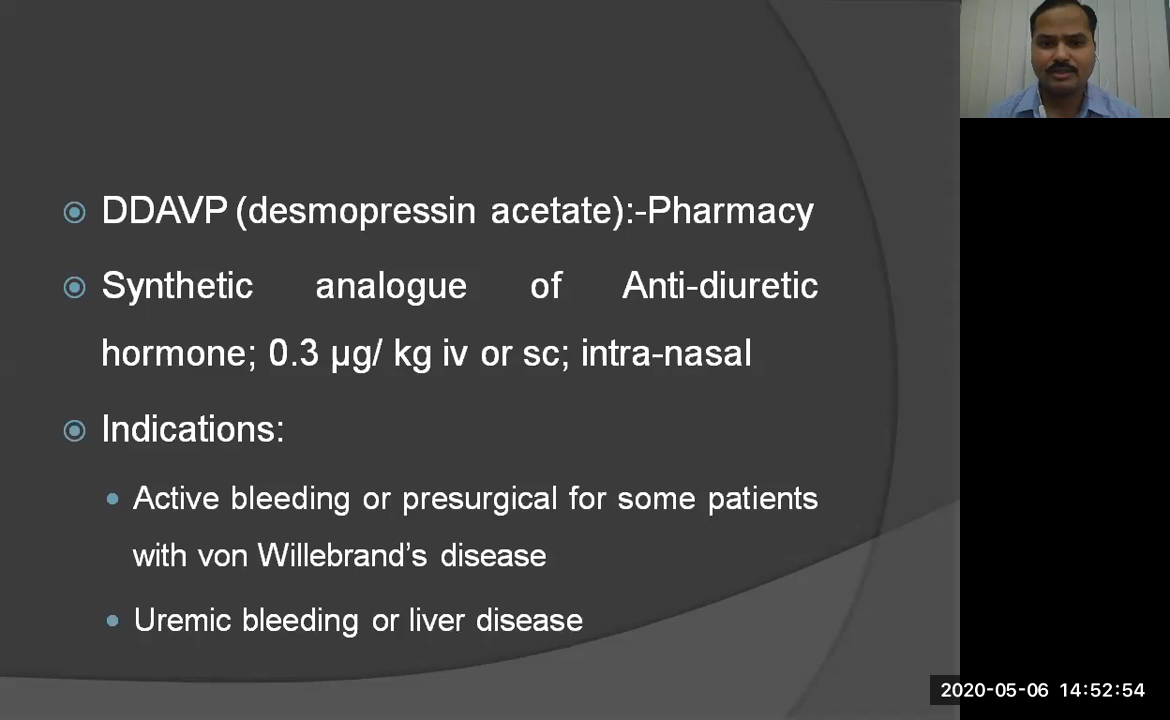 DDAVP (desmopressin acetate):-Pharmacy
Synthetic analogue of Anti-diuretic
hormone; 0.3 µg/ kg iv or sc; intra-nasal
Indications:
Active bleeding or presurgical for some patients
with von Willebrand’s disease
Uremic bleeding or liver disease
2020-05-06 14:52:54